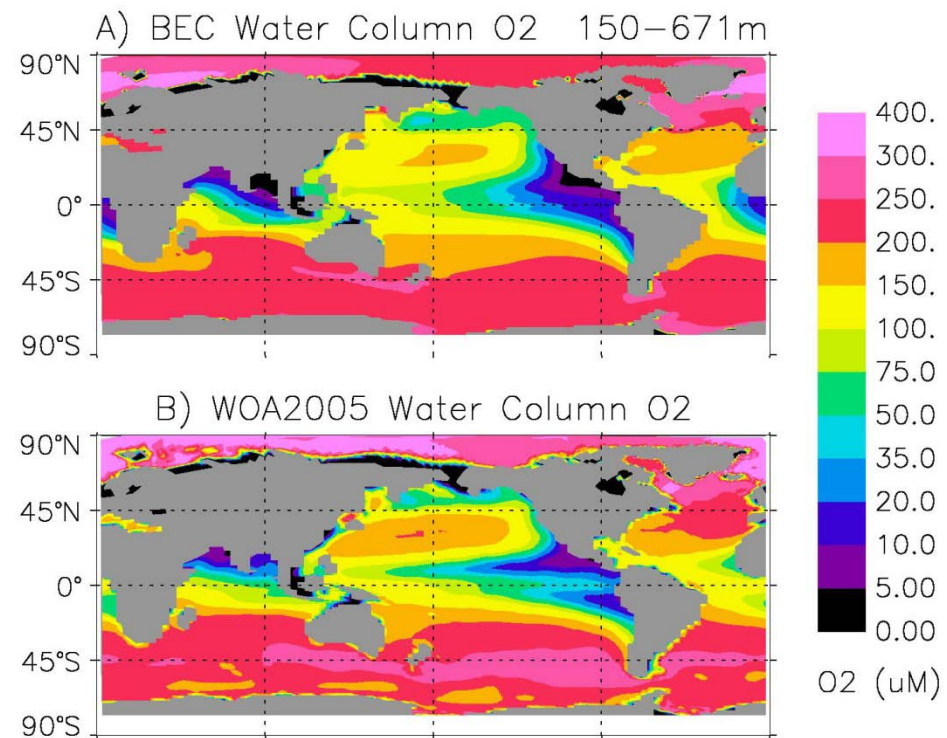 A) BEC Water Column O2 150-671m
90°N
45°N
0°
45°S
90°S
B) WOA2005 Water Column O2
90°N
45°N
0°
45°S
90°S
400.
300.
250.
200.
150.
100.
75.0
50.0
35.0
20.0
10.0
5.00
0.00
O2 (uM)